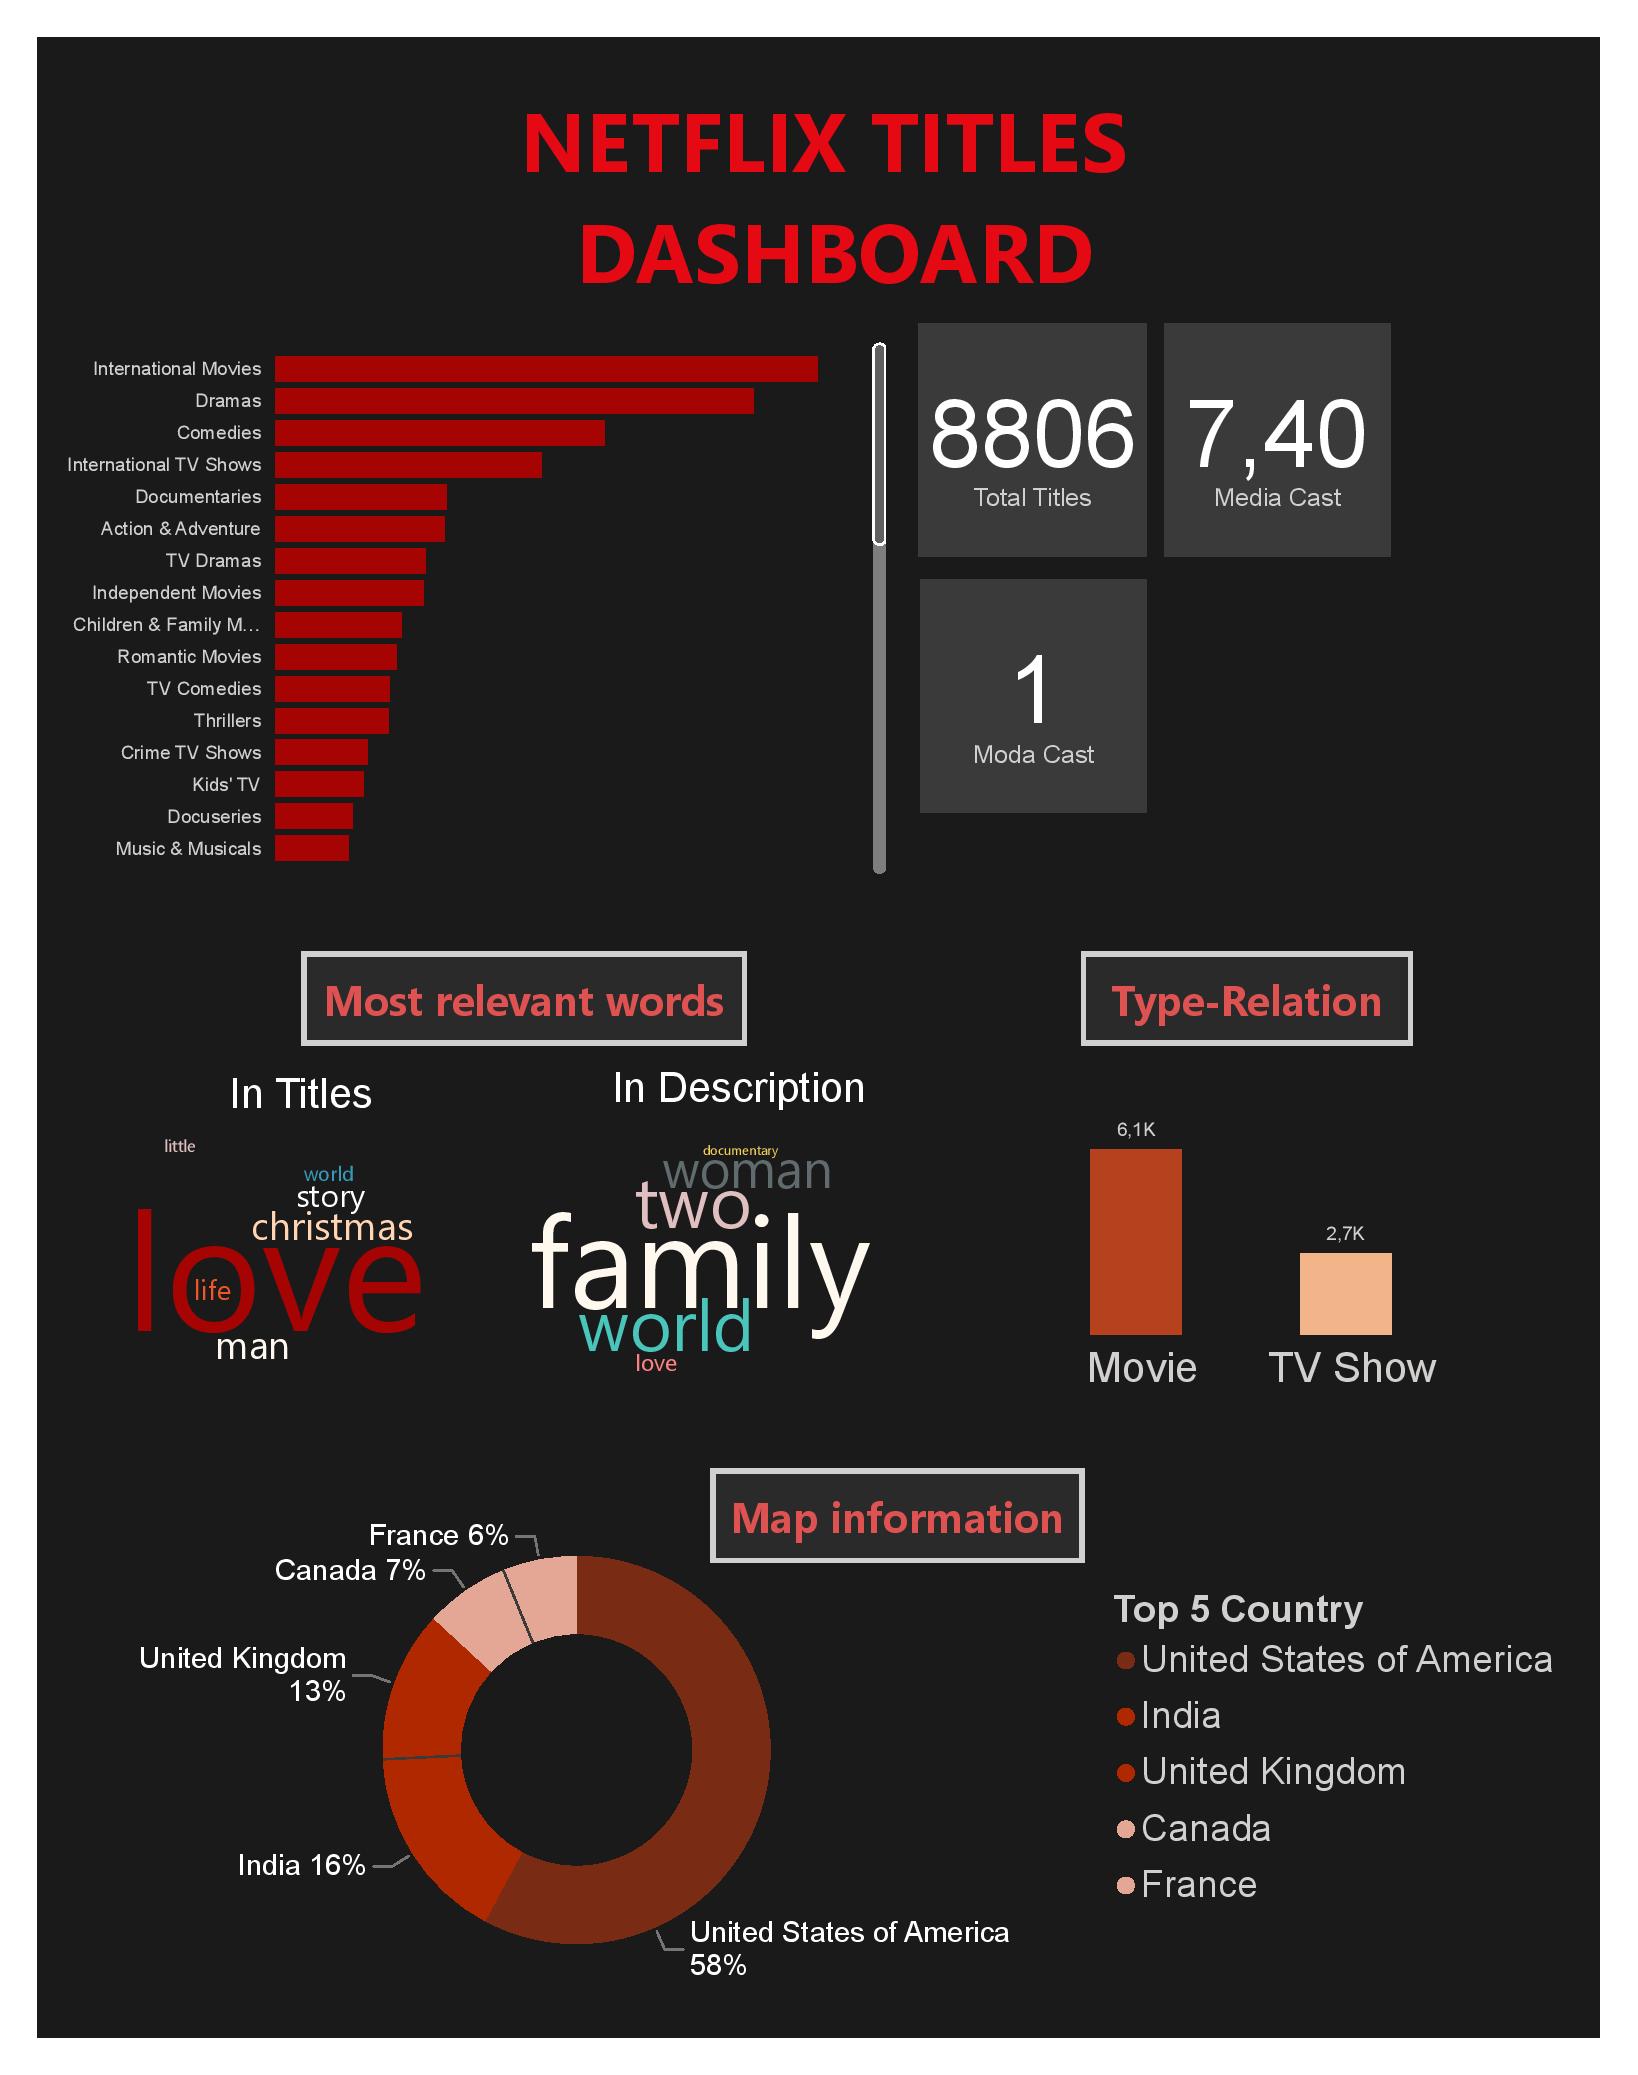 NETFLIX TITLES
DASHBOARD
International Movies
Dramas
Comedies
International TV Shows
Documentaries
Action & Adventure
TV Dramas
Independent Movies
Children & Family M...
Romantic Movies
TV Comedies
Thrillers
Crime TV Shows
Kids' TV
Docuseries
Music & Musicals
8806
Total Titles
7,40
Media Cast
1
Moda Cast
Most relevant words
In Titles
little
world
story
christmas
love
life
man
In Description
documentary
woman
two
family
world
love
Type-Relation
6,1K
2,7K
Movie
TV Show
Map information
France 6%
Canada 7%
United Kingdom
13%
India 16%
United States of America
58%
Top 5 Country
United States of America
India
United Kingdom
Canada
France